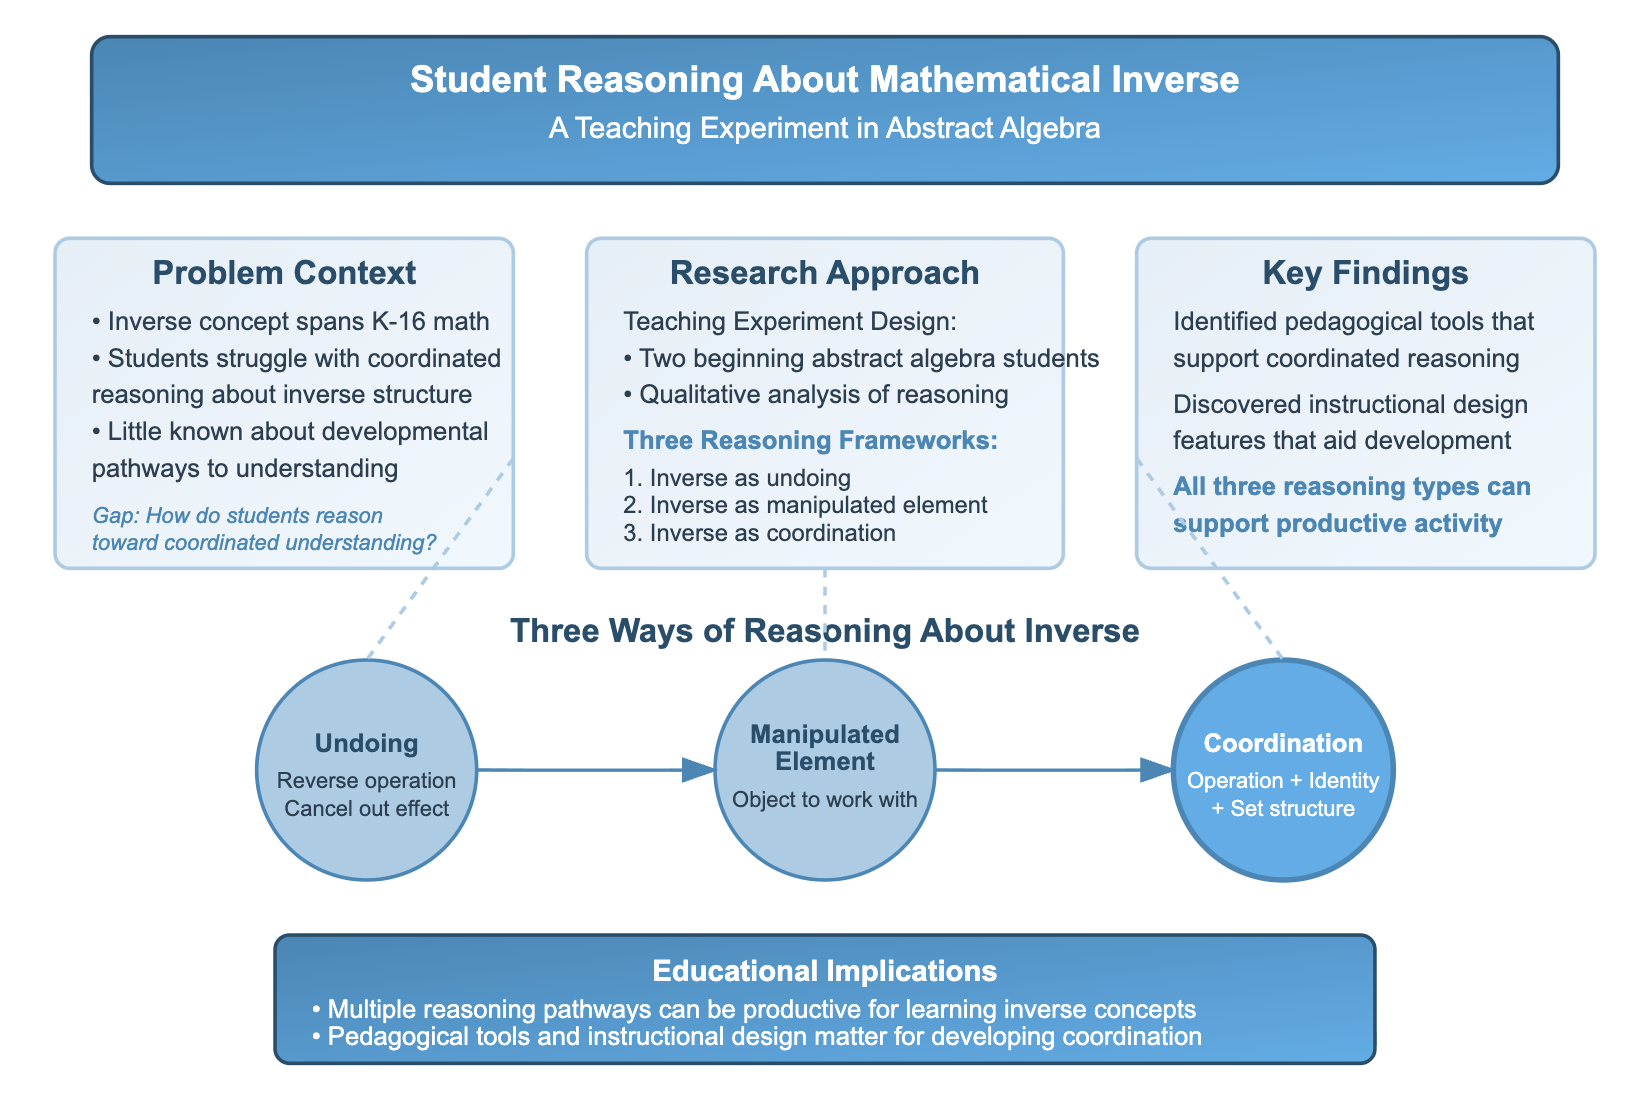 Student Reasoning About Mathematical Inverse
A Teaching Experiment in Abstract Algebra
Problem Context
• Inverse concept spans K-16 math
• Students struggle with coordinated
reasoning about inverse structure
• Little known about developmental
pathways to understanding
Gap: How do students reason
toward coordinated understanding?
Research Approach
Teaching Experiment Design:
• Two beginning abstract algebra students
• Qualitative analysis of reasoning
Three Reasoning Frameworks:
1. Inverse as undoing
2. Inverse as manipulated element
3. Inverse as coordination
Key Findings
Identified pedagogical tools that
support coordinated reasoning
Discovered instructional design
features that aid development
All three reasoning types can
support productive activity
Three Ways of Reasoning About Inverse
Undoing
Reverse operation
Cancel out effect
Manipulated
Element
Object to work with
Coordination
Operation + Identity
+ Set structure
Educational Implications
• Multiple reasoning pathways can be productive for learning inverse concepts
• Pedagogical tools and instructional design matter for developing coordination